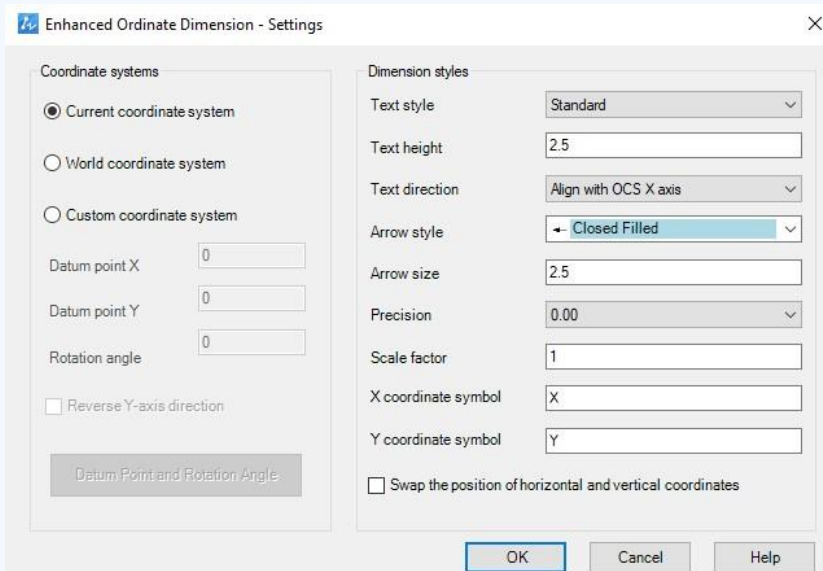 Enhanced Ordinate Dimension - Settings
Coordinate systems
Current coordinate system
World coordinate system
Custom coordinate system
Datum point X 0
Datum point Y 0
Rotation angle 0
Reverse Y-axis direction
Datum Point and Rotation Angle
Dimension styles
Text style Standard
Text height 2.5
Text direction Align with OCS X axis
Arrow style Closed Filled
Arrow size 2.5
Precision 0.00
Scale factor 1
X coordinate symbol X
Y coordinate symbol Y
Swap the position of horizontal and vertical coordinates
OK Cancel Help